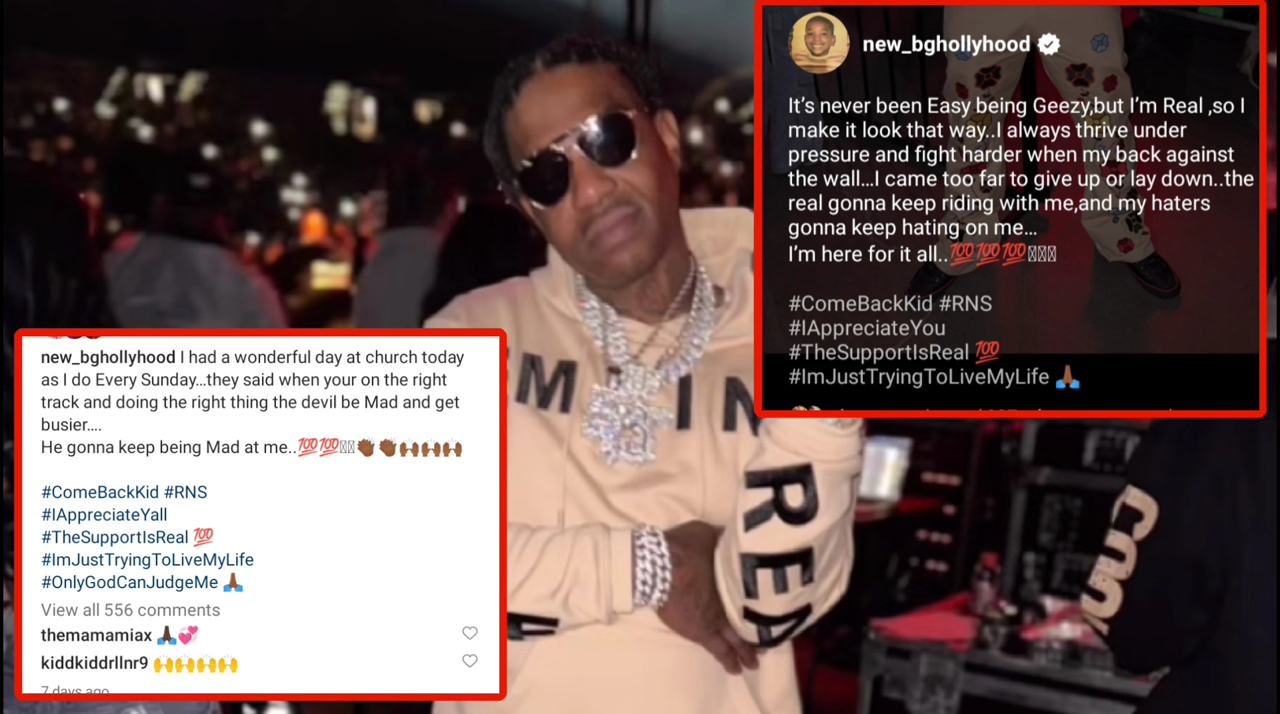 new_bghollyhood
It's never been Easy being Geezy,but I'm Real ,so I
make it look that way..I always thrive under
pressure and fight harder when my back against
the wall...I came too far to give up or lay down..the
real gonna keep riding with me,and my haters
gonna keep hating on me...
I'm here for it all..💯💯💯
#ComeBackKid #RNS
#IAppreciateYou
#TheSupportIsReal 💯
#ImJustTryingToLiveMyLife 🙏🏾
new_bghollyhood I had a wonderful day at church today
as I do Every Sunday...they said when your on the right
track and doing the right thing the devil be Mad and get
busier....
He gonna keep being Mad at me..💯💯👏🏾👏🏾🙌🏾🙌🏾🙌🏾
#ComeBackKid #RNS
#IAppreciateYall
#TheSupportIsReal 💯
#ImJustTryingToLiveMyLife
#OnlyGodCanJudgeMe 🙏🏾
View all 556 comments
themamamiax 🙏🏿💞
kiddkiddrllnr9 🙌🙌🙌🙌
7 days ago
M IN
REA